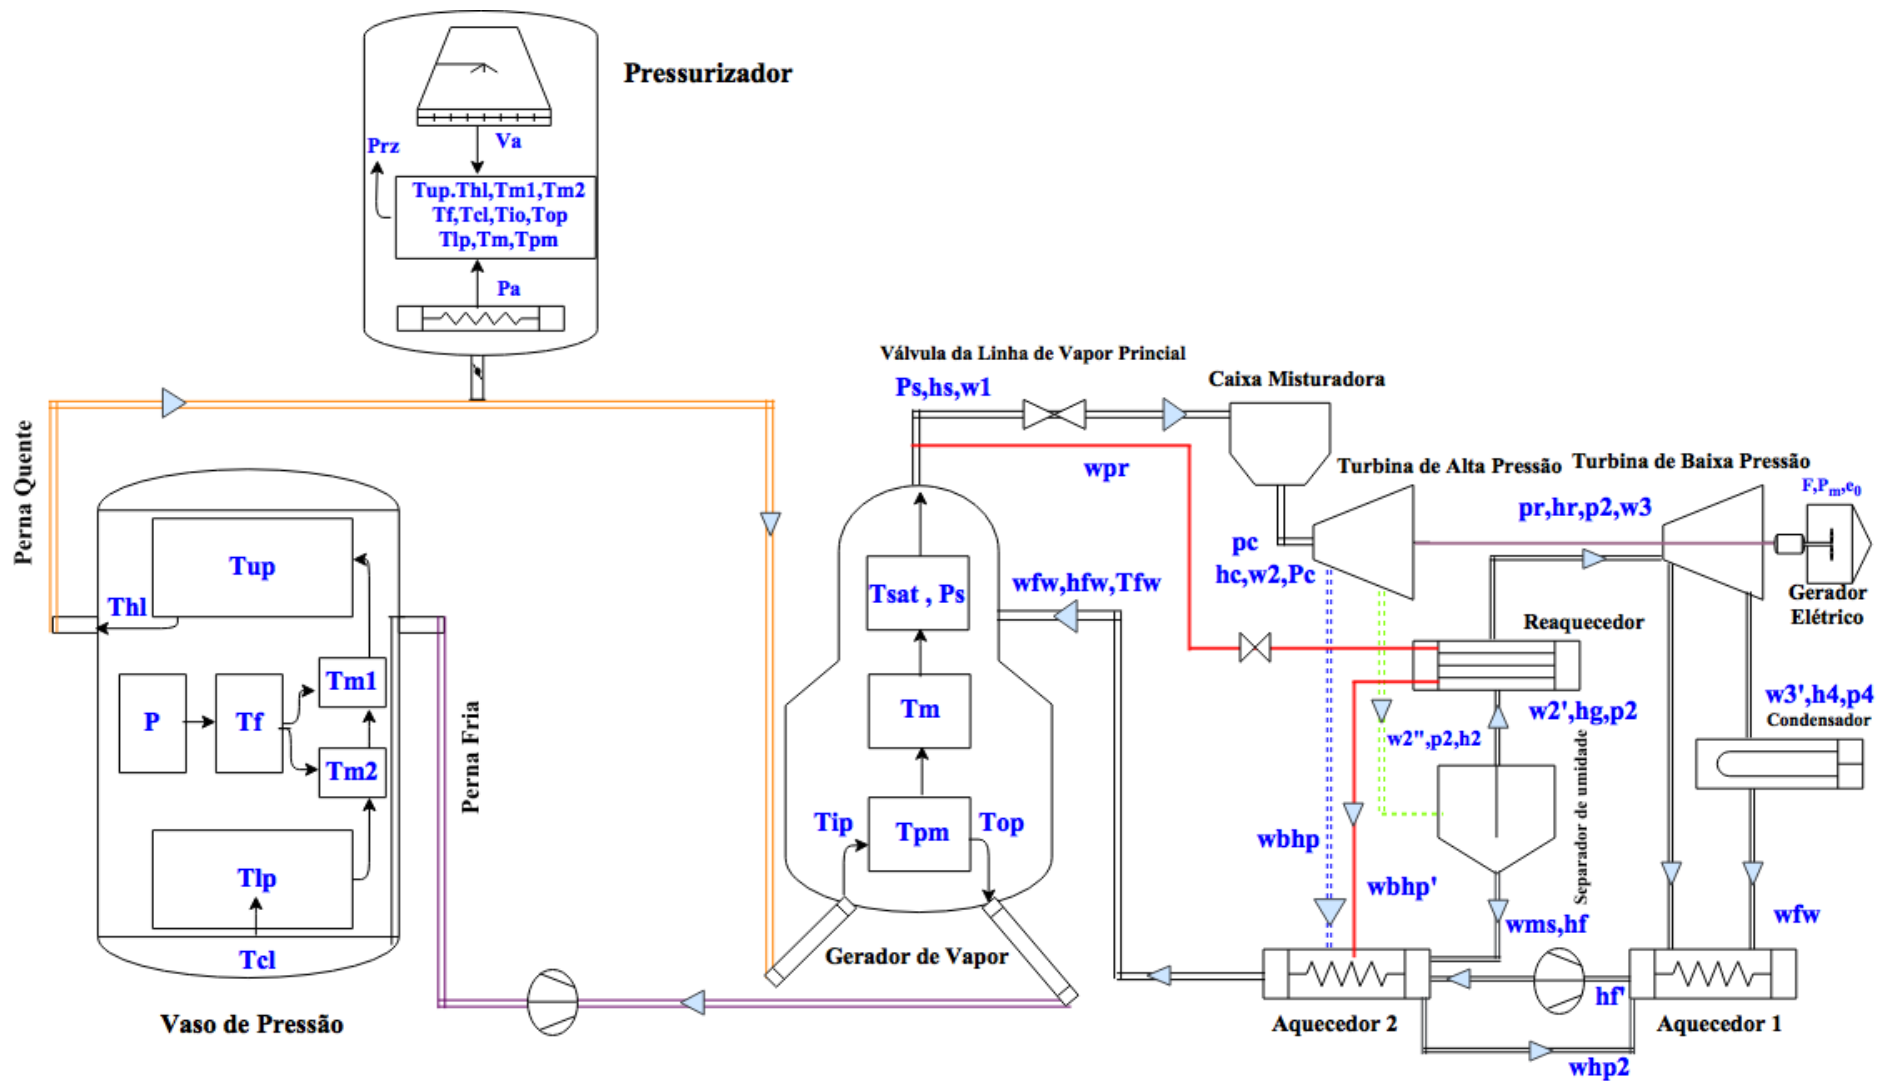 Pressurizador
Prz
Va
Tup.Thl,Tm1,Tm2
Tf,Tcl,Tio,Top
Tlp,Tm,Tpm
Pa
Perna Quente
Tup
Thl
P
Tf
Tm1
Tm2
Tlp
Tcl
Vaso de Pressão
Perna Fria
Válvula da Linha de Vapor Princial
Ps,hs,w1
Caixa Misturadora
wpr
Tsat , Ps
Tm
Tip
Tpm
Top
Gerador de Vapor
wfw,hfw,Tfw
Turbina de Alta Pressão
Turbina de Baixa Pressão
pc
hc,w2,Pc
pr,hr,p2,w3
F,Pm,e0
Gerador
Elétrico
Reaquecedor
w2',hg,p2
w2",p2,h2
Separador de umidade
w3',h4,p4
Condensador
wbhp
wbhp'
wms,hf
wfw
hf'
Aquecedor 2
Aquecedor 1
whp2